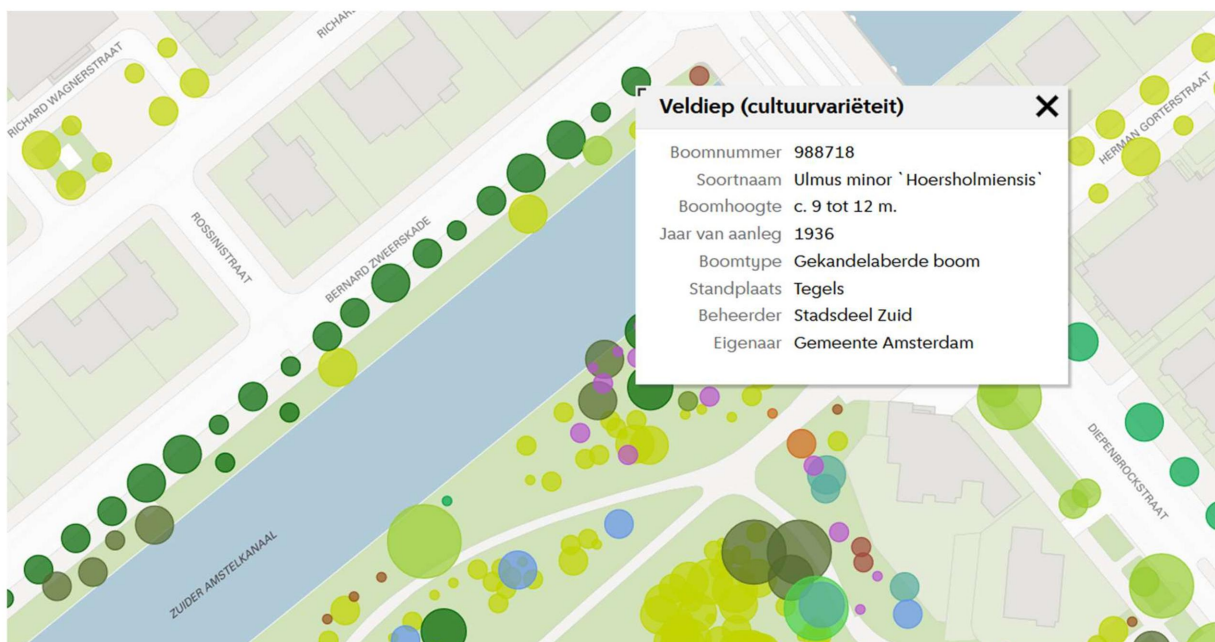 RICHARD WAGNERSTRAAT
Veldiep (cultuurvariëteit)
Boomnummer 988718
Soortnaam Ulmus minor `Hoersholmiensis`
Boomhoogte c. 9 tot 12 m.
Jaar van aanleg 1936
Boomtype Gekandelaberde boom
Standplaats Tegels
Beheerder Stadsdeel Zuid
Eigenaar Gemeente Amsterdam
HERMAN GORTERSTRAAT
ROSSINISTRAAT
BERNARD ZWEERSKADE
DIEPENBROCKSTRAAT
ZUIDER AMSTELKANAAL